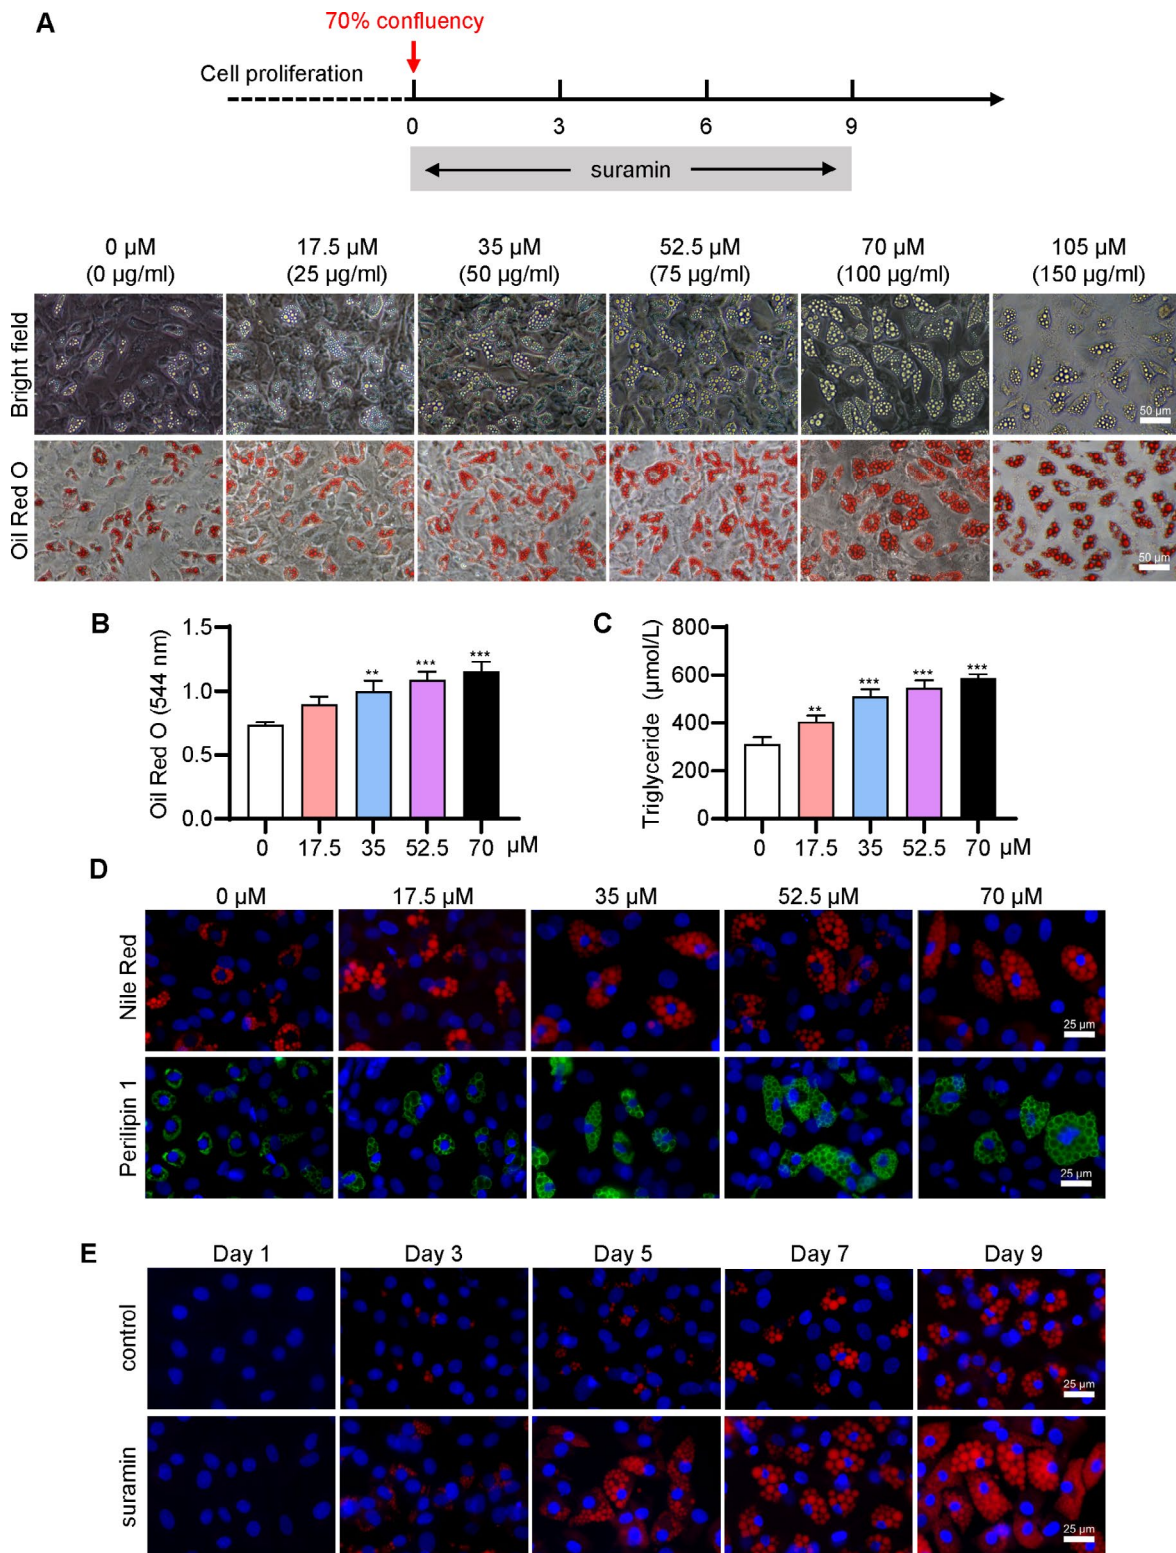 A
70% confluency
Cell proliferation
0 3 6 9
suramin
0 µM 17.5 µM 35 µM 52.5 µM 70 µM 105 µM
(0 µg/ml) (25 µg/ml) (50 µg/ml) (75 µg/ml) (100 µg/ml) (150 µg/ml)
Bright field
50 µm
Oil Red O
50 µm
B
Oil Red O (544 nm)
1.5
1.0
0.5
0.0
** *** ***
0 17.5 35 52.5 70 µM
C
Triglyceride (µmol/L)
800
600
400
200
0
** *** *** ***
0 17.5 35 52.5 70 µM
D
0 µM 17.5 µM 35 µM 52.5 µM 70 µM
Nile Red
25 µm
Perilipin 1
25 µm
E
Day 1 Day 3 Day 5 Day 7 Day 9
control
25 µm
suramin
25 µm